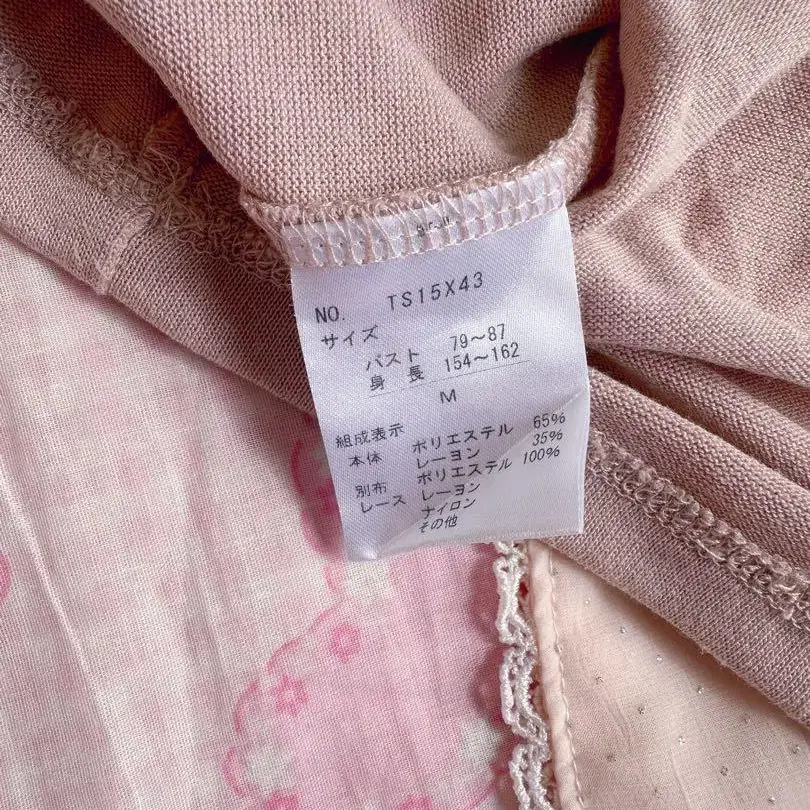 NO. TS15X43
サイズ
バスト 79～87
身長 154～162
M
組成表示
本体 ポリエステル 65%
レーヨン 35%
別布 ポリエステル 100%
レース レーヨン
ナイロン
その他